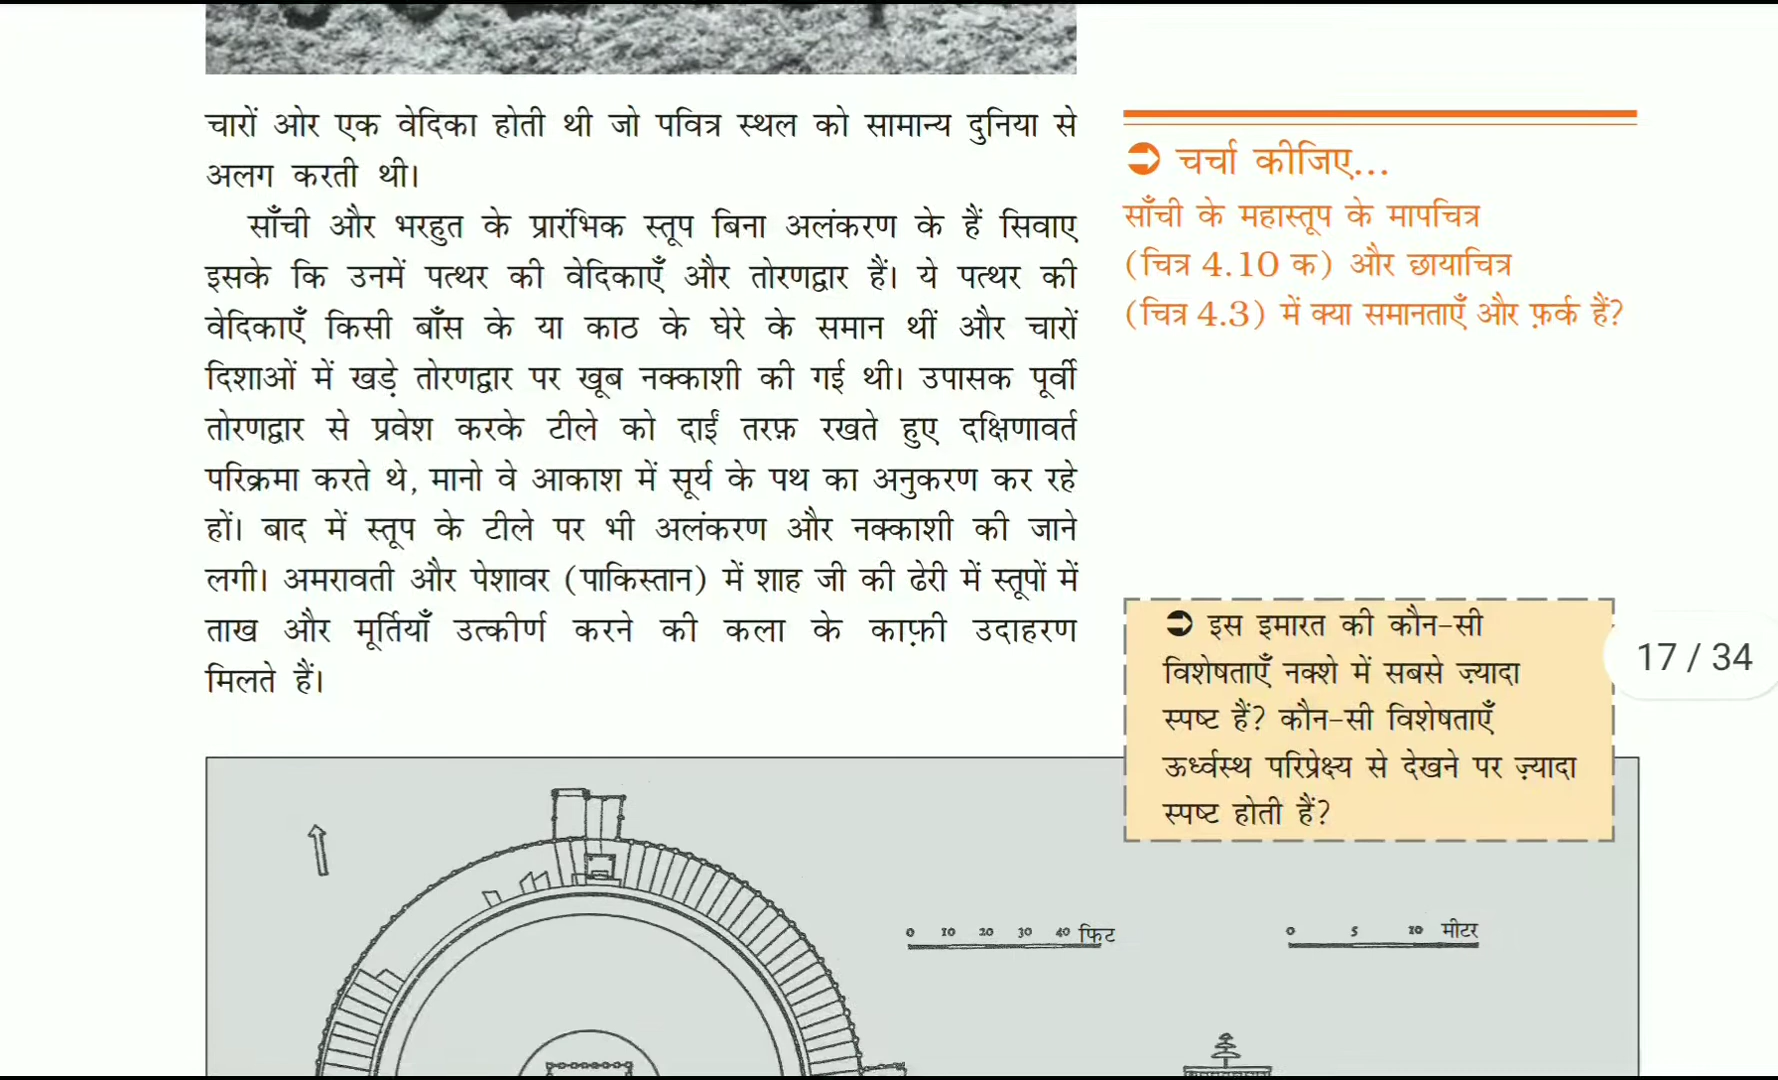 चारों ओर एक वेदिका होती थी जो पवित्र स्थल को सामान्य दुनिया से
अलग करती थी।
साँची और भरहुत के प्रारंभिक स्तूप बिना अलंकरण के हैं सिवाए
इसके कि उनमें पत्थर की वेदिकाएँ और तोरणद्वार हैं। ये पत्थर की
वेदिकाएँ किसी बाँस के या काठ के घेरे के समान थीं और चारों
दिशाओं में खड़े तोरणद्वार पर खूब नक्काशी की गई थी। उपासक पूर्वी
तोरणद्वार से प्रवेश करके टीले को दाईं तरफ़ रखते हुए दक्षिणावर्त
परिक्रमा करते थे, मानो वे आकाश में सूर्य के पथ का अनुकरण कर रहे
हों। बाद में स्तूप के टीले पर भी अलंकरण और नक्काशी की जाने
लगी। अमरावती और पेशावर (पाकिस्तान) में शाह जी की ढेरी में स्तूपों में
ताख और मूर्तियाँ उत्कीर्ण करने की कला के काफ़ी उदाहरण
मिलते हैं।
➲ चर्चा कीजिए...
साँची के महास्तूप के मापचित्र
(चित्र 4.10 क) और छायाचित्र
(चित्र 4.3) में क्या समानताएँ और फ़र्क हैं?
➲ इस इमारत की कौन-सी
विशेषताएँ नक्शे में सबसे ज़्यादा
स्पष्ट हैं? कौन-सी विशेषताएँ
ऊर्ध्वस्थ परिप्रेक्ष्य से देखने पर ज़्यादा
स्पष्ट होती हैं?
17 / 34
0 10 20 30 40 फिट
0 5 10 मीटर